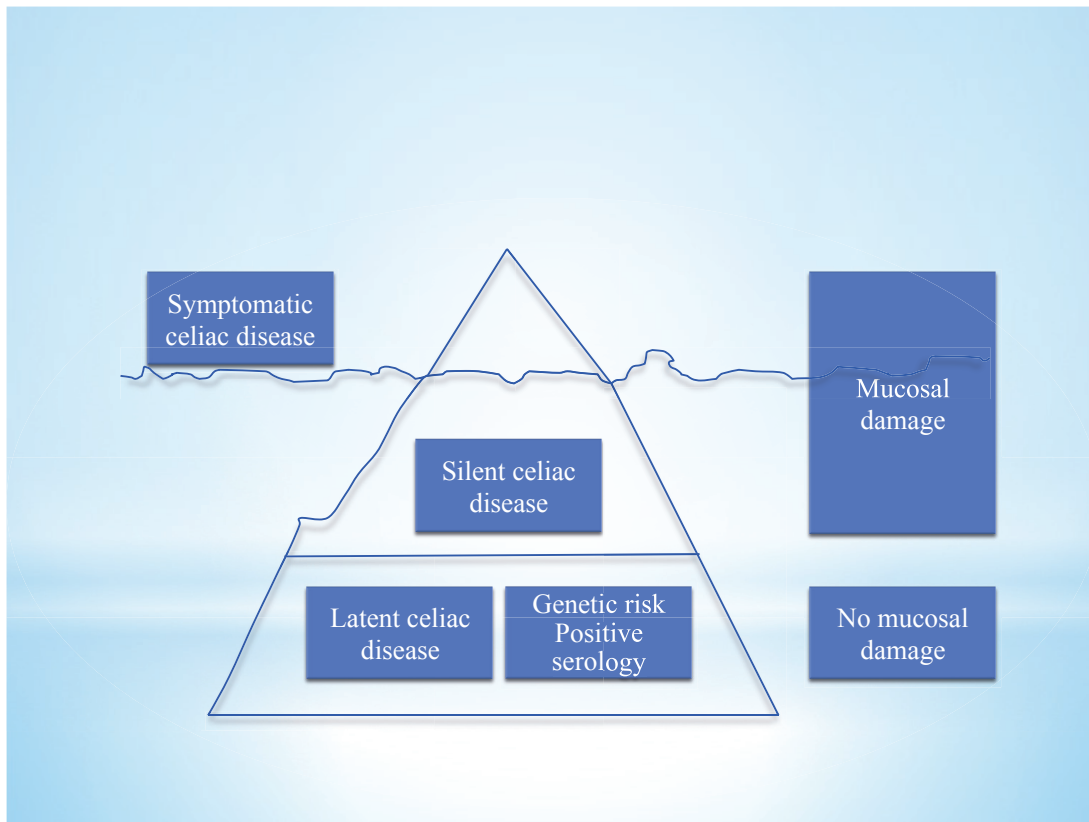 Symptomatic
celiac disease
Mucosal
damage
Silent celiac
disease
Latent celiac
disease
Genetic risk
Positive
serology
No mucosal
damage